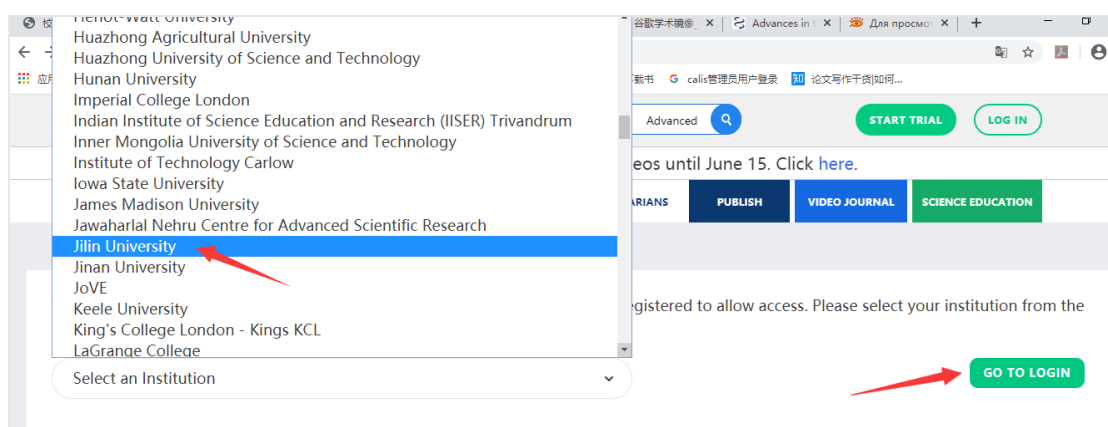 Heriot-Watt University
Huazhong Agricultural University
Huazhong University of Science and Technology
Hunan University
Imperial College London
Indian Institute of Science Education and Research (IISER) Trivandrum
Inner Mongolia University of Science and Technology
Institute of Technology Carlow
Iowa State University
James Madison University
Jawaharlal Nehru Centre for Advanced Scientific Research
Jilin University
Jinan University
JoVE
Keele University
King's College London - Kings KCL
LaGrange College
Select an Institution
谷歌学术镜像_
Advances in t
Для просмот
载书 calis管理员用户登录 知 论文写作干货|如何...
Advanced START TRIAL LOG IN
eos until June 15. Click here.
ARIANS PUBLISH VIDEO JOURNAL SCIENCE EDUCATION
egistered to allow access. Please select your institution from the
GO TO LOGIN